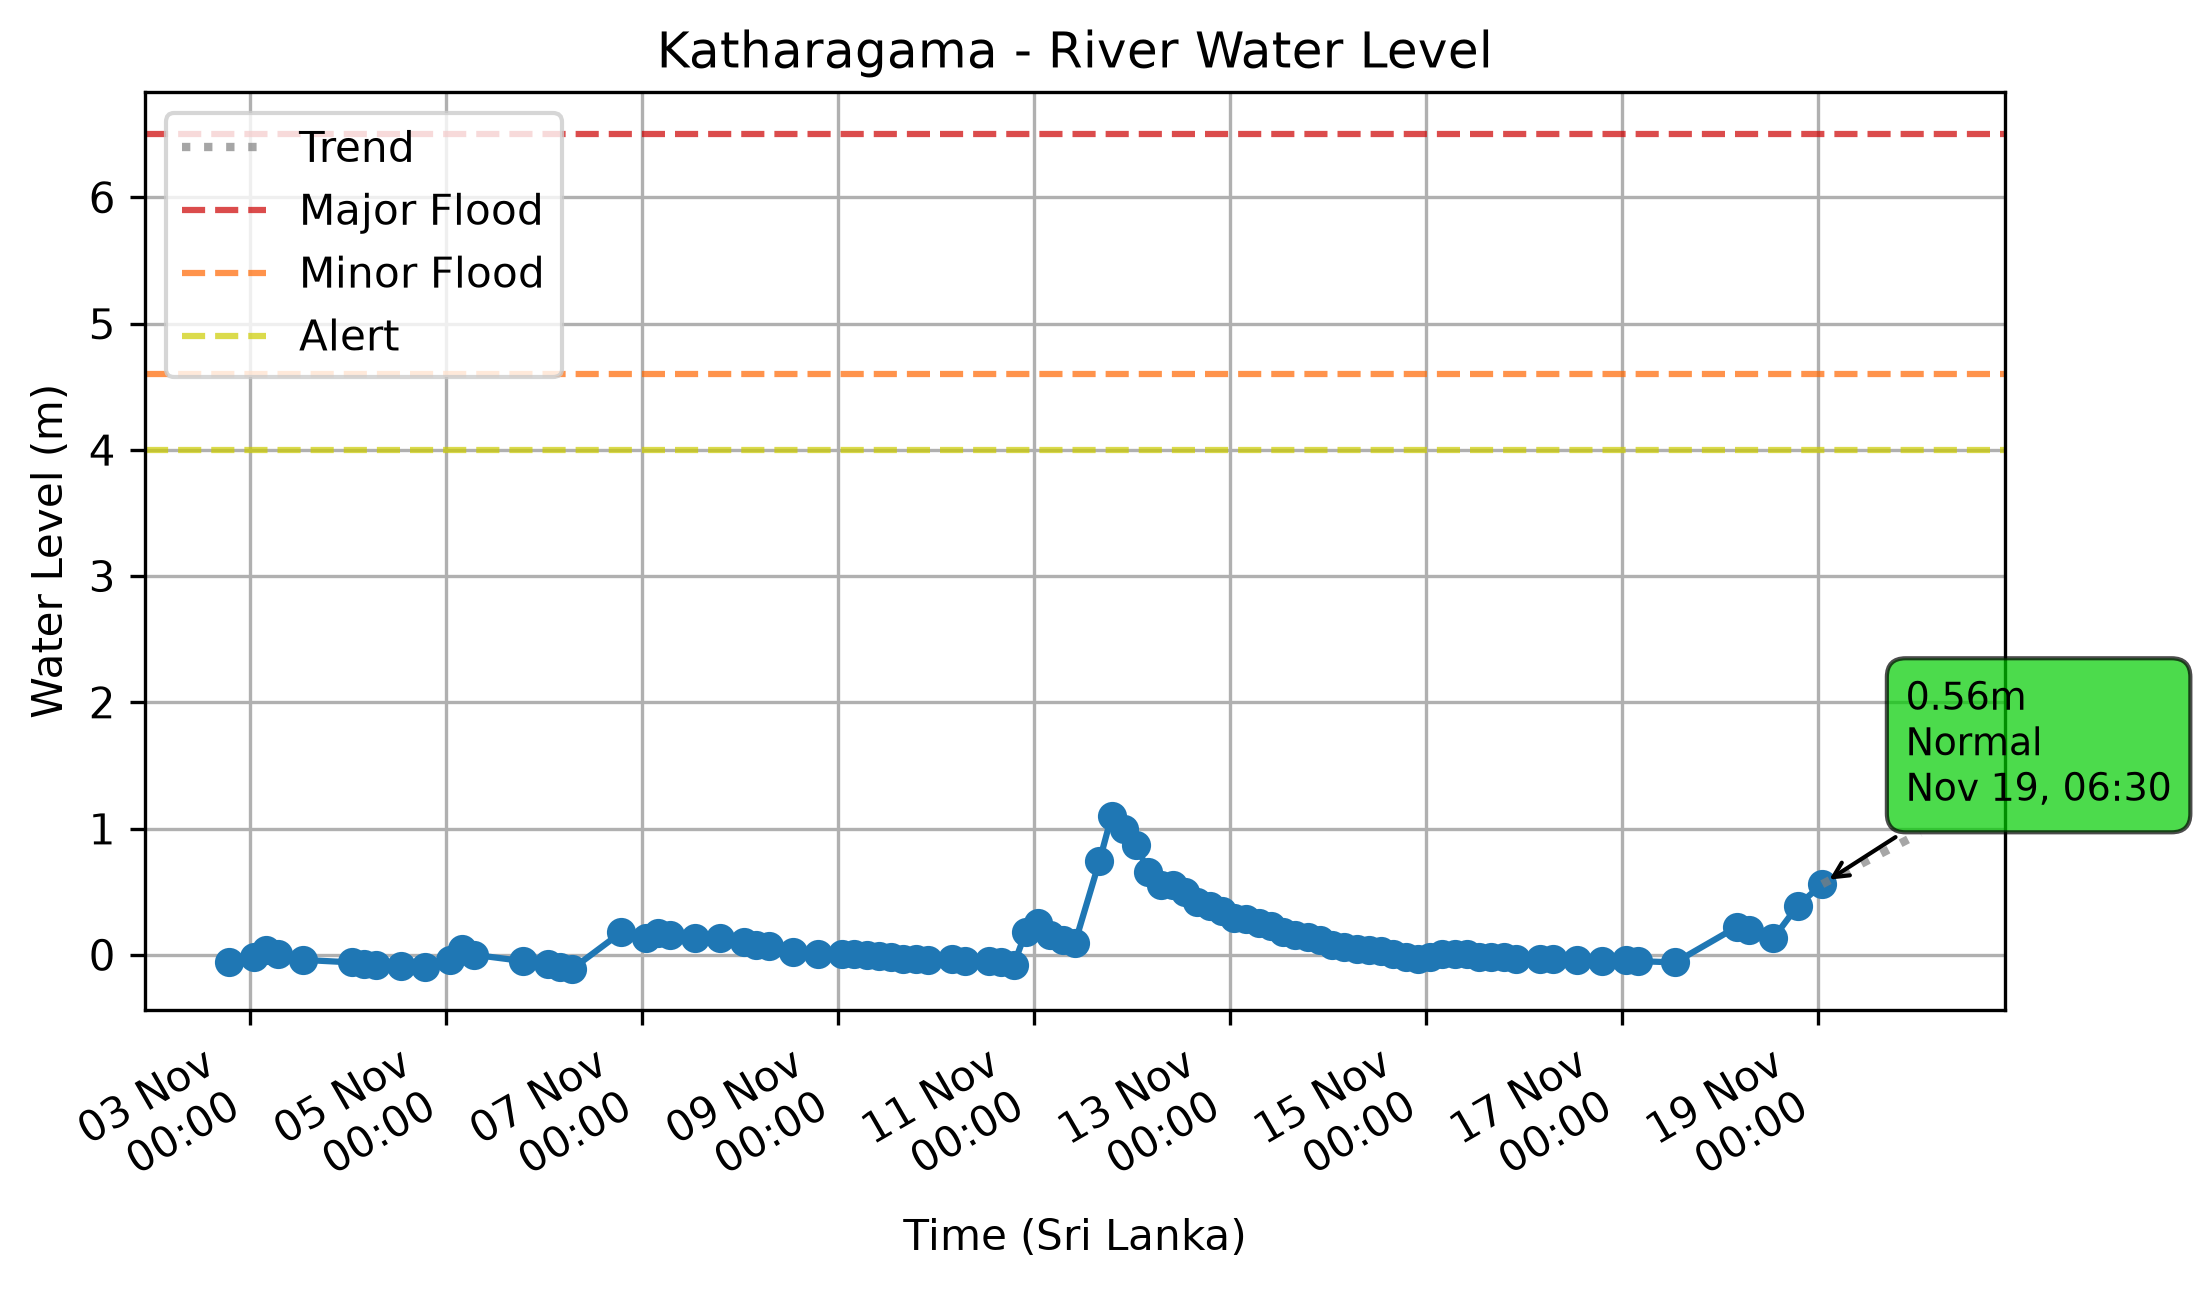 Katharagama - River Water Level
Trend
Major Flood
Minor Flood
Alert
Water Level (m)
6
5
4
3
2
1
0
0.56m
Normal
Nov 19, 06:30
03 Nov
00:00
05 Nov
00:00
07 Nov
00:00
09 Nov
00:00
11 Nov
00:00
13 Nov
00:00
15 Nov
00:00
17 Nov
00:00
19 Nov
00:00
Time (Sri Lanka)